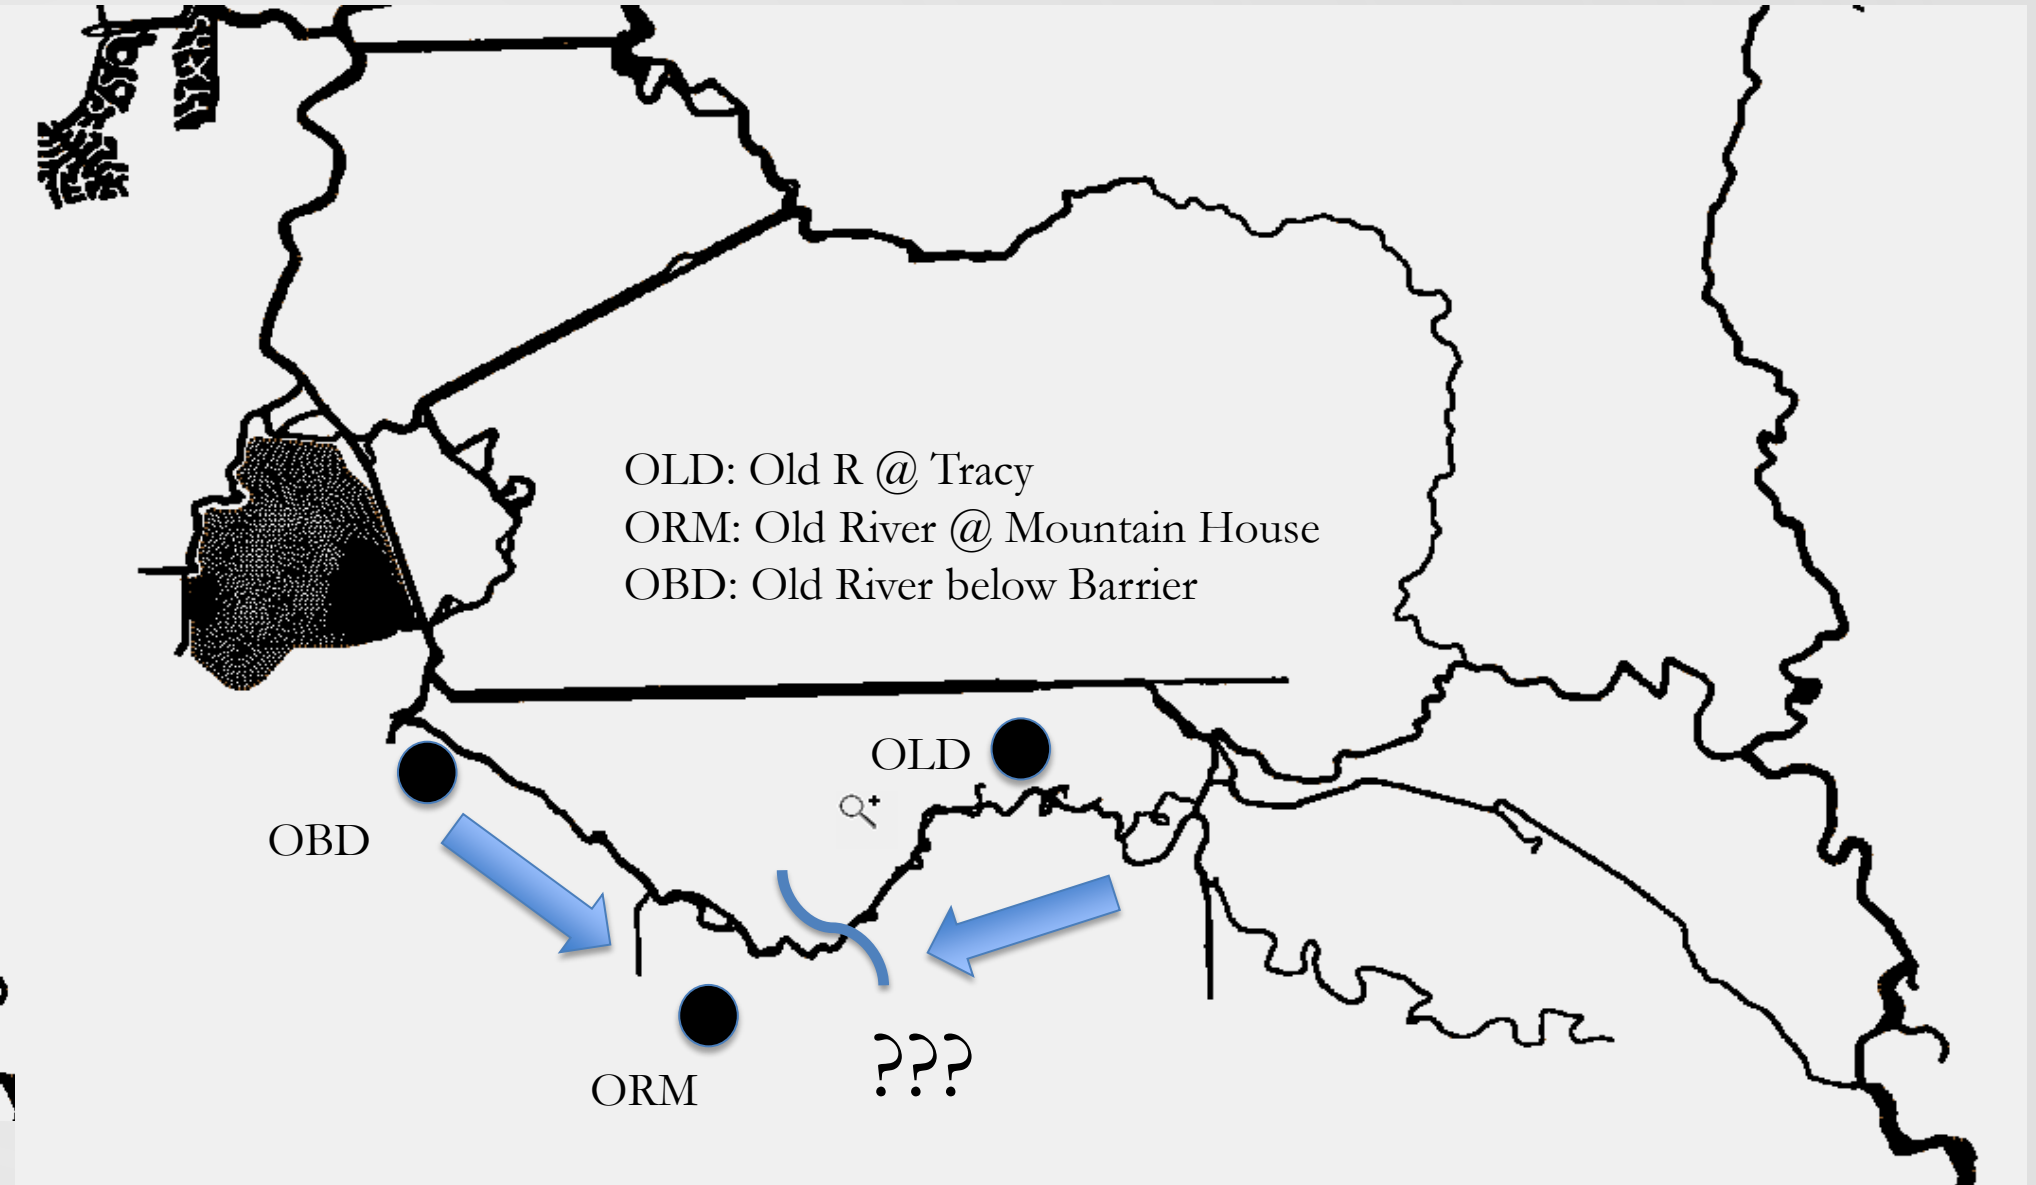 OLD: Old R @ Tracy
ORM: Old River @ Mountain House
OBD: Old River below Barrier
OLD
OBD
???
ORM